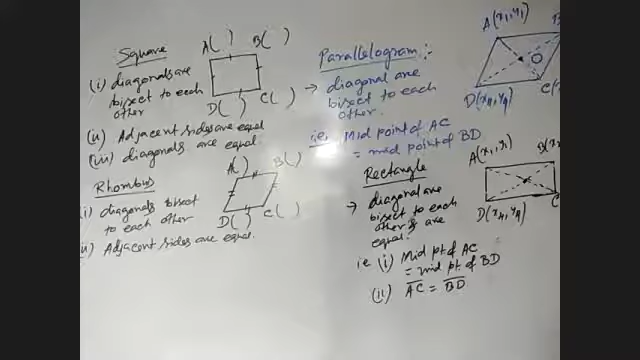 Square
A( ) B( )
(i) diagonals are
bisect to each
other
D( ) C( )
(ii) Adjacent sides are equal
(iii) diagonals are equal
Rhombus
A( ) B( )
(i) diagonals bisect
to each other
D( ) C( )
(ii) Adjacent sides are equal.
Parallelogram :-
→ diagonal are
bisect to each
other.
i.e. Mid point of AC
= mid point of BD
A(x₁,y₁) B
O
D(x₄,y₄) C(
Rectangle
→ diagonal are
bisect to each
other & are
equal.
A(x₁,y₁) B(x₂
D(x₄,y₄) C
ie (i) Mid pt of AC
= mid pt. of BD
(ii) AC = BD